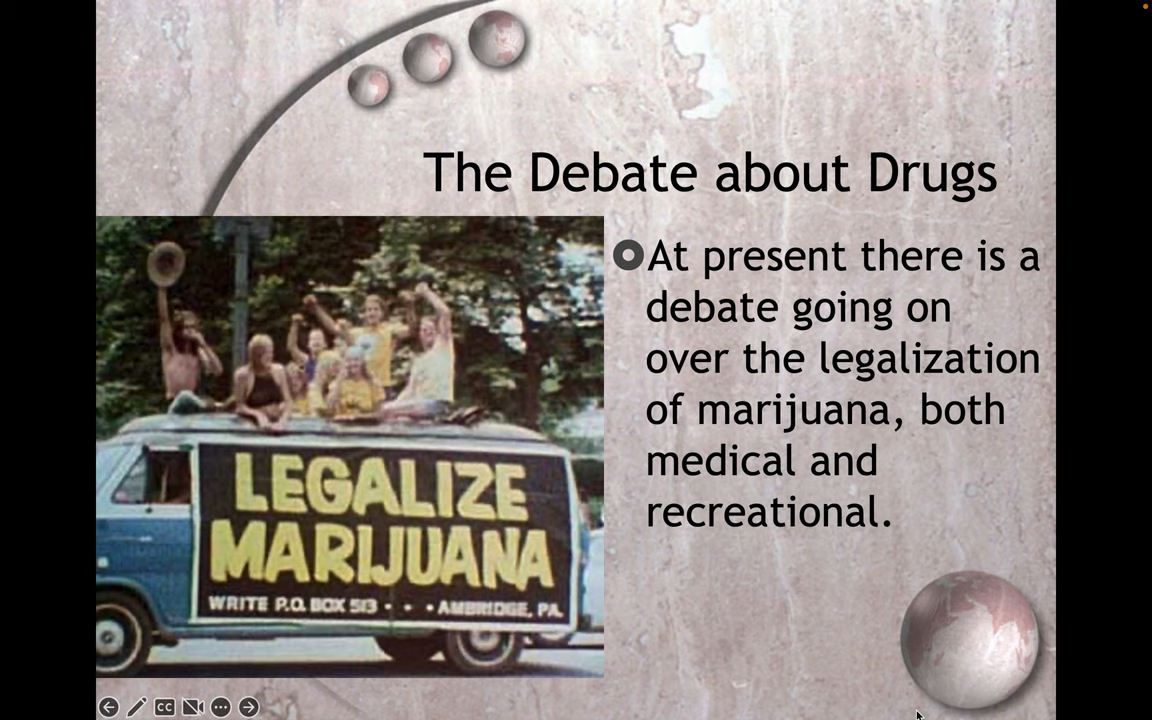 The Debate about Drugs
At present there is a
debate going on
over the legalization
of marijuana, both
medical and
recreational.
LEGALIZE
MARIJUANA
WRITE P.O. BOX 513 • • • AMBRIDGE, PA.
CC